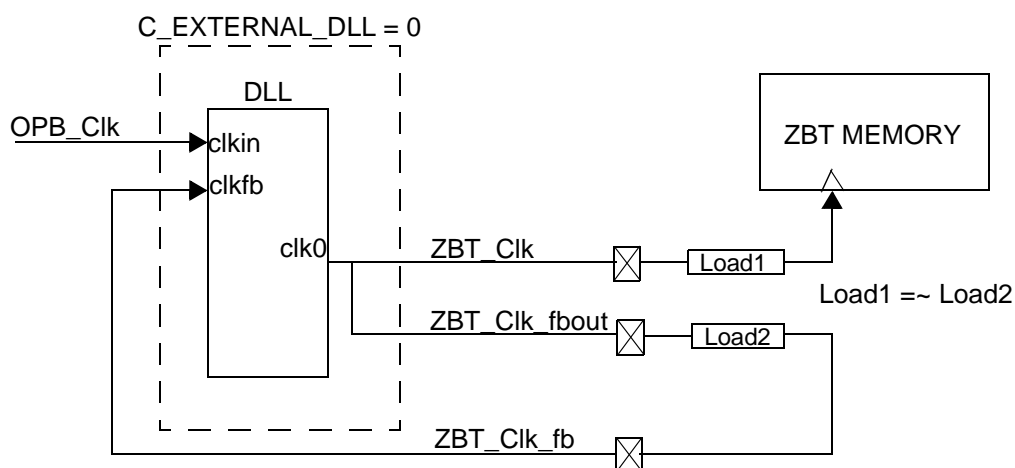 C_EXTERNAL_DLL = 0
DLL
OPB_Clk
clkin
ZBT MEMORY
clkfb
clk0
ZBT_Clk
Load1
Load1 =~ Load2
ZBT_Clk_fbout
Load2
ZBT_Clk_fb